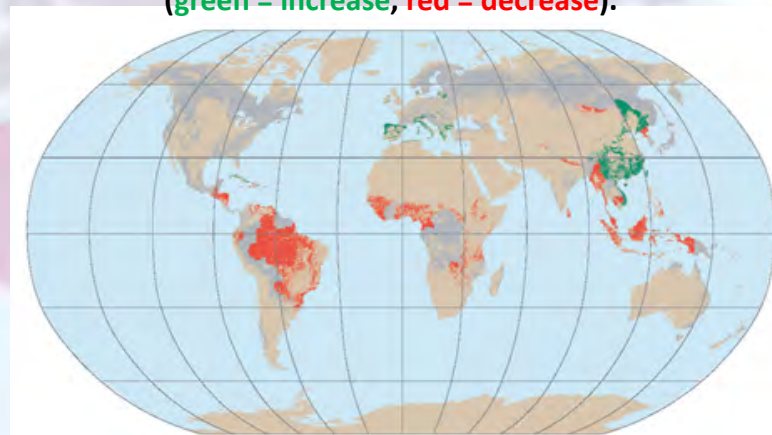 (green = increase, red = decrease).